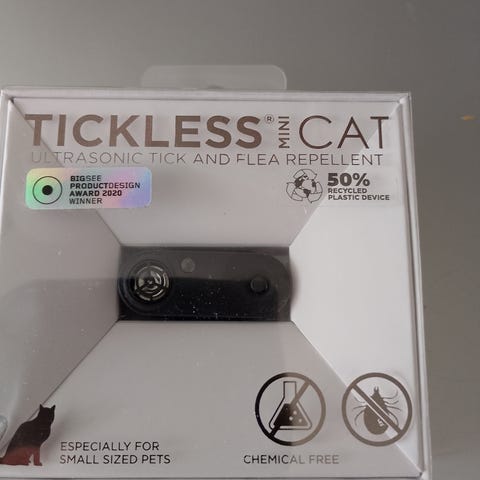 TICKLESS® MINI CAT
ULTRASONIC TICK AND FLEA REPELLENT
BIGSEE
PRODUCTDESIGN
AWARD 2020
WINNER
50%
RECYCLED
PLASTIC DEVICE
ESPECIALLY FOR
SMALL SIZED PETS
CHEMICAL FREE